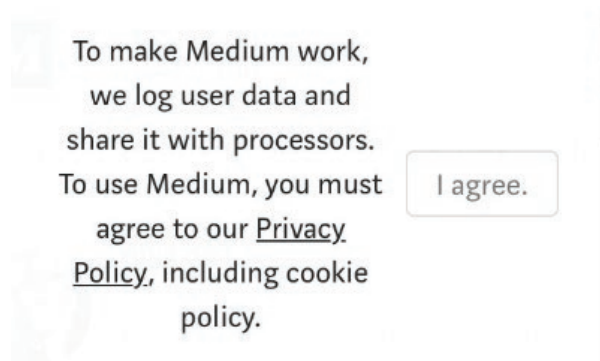 To make Medium work,
we log user data and
share it with processors.
To use Medium, you must
agree to our Privacy
Policy, including cookie
policy.
I agree.